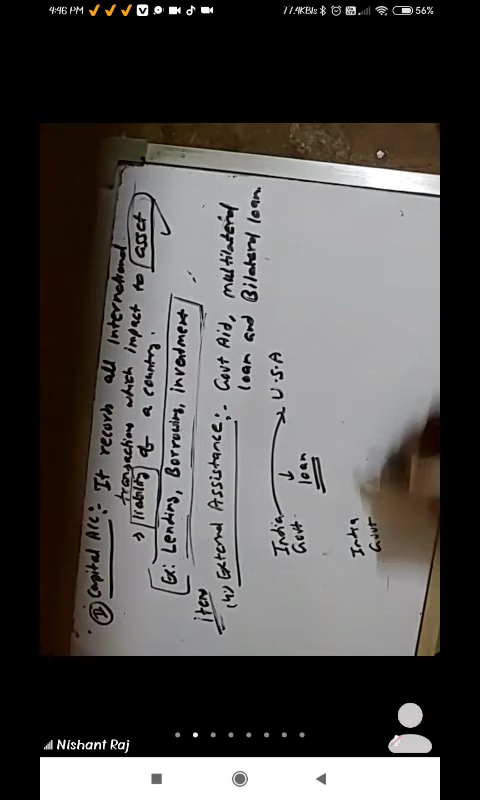 4:46 PM
77.4KB/s
56%
② Capital A/c:- It records all International
transactions which impact to asset
→ liability of a country.
Ex: Lending, Borrowing, investment
item
External Assistance:- Govt Aid, multilateral
loan and Bilateral loan.
India
Govt.
U.S.A
loan
India
Govt
Nishant Raj